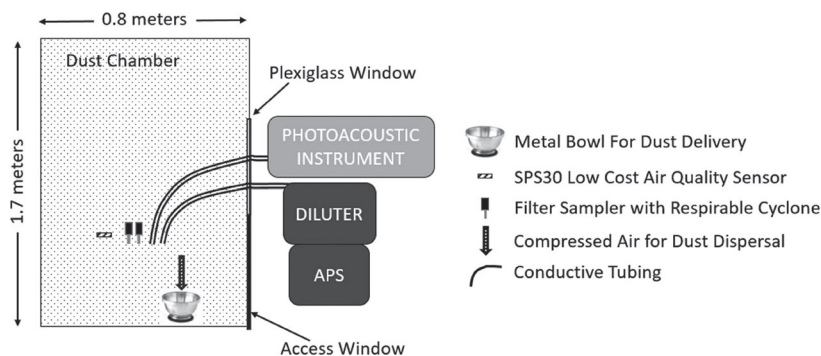 0.8 meters
Dust Chamber
Plexiglass Window
1.7 meters
PHOTOACOUSTIC
INSTRUMENT
DILUTER
APS
Access Window
Metal Bowl For Dust Delivery
SPS30 Low Cost Air Quality Sensor
Filter Sampler with Respirable Cyclone
Compressed Air for Dust Dispersal
Conductive Tubing